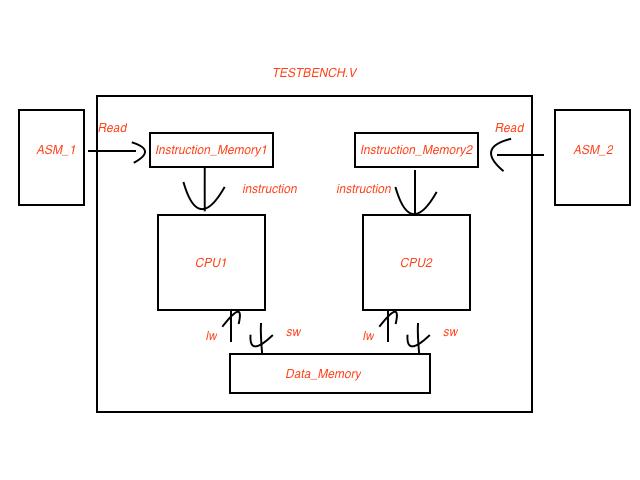 TESTBENCH.V
Read
Read
ASM_1
Instruction_Memory1
Instruction_Memory2
ASM_2
instruction
instruction
CPU1
CPU2
lw
sw
lw
sw
Data_Memory